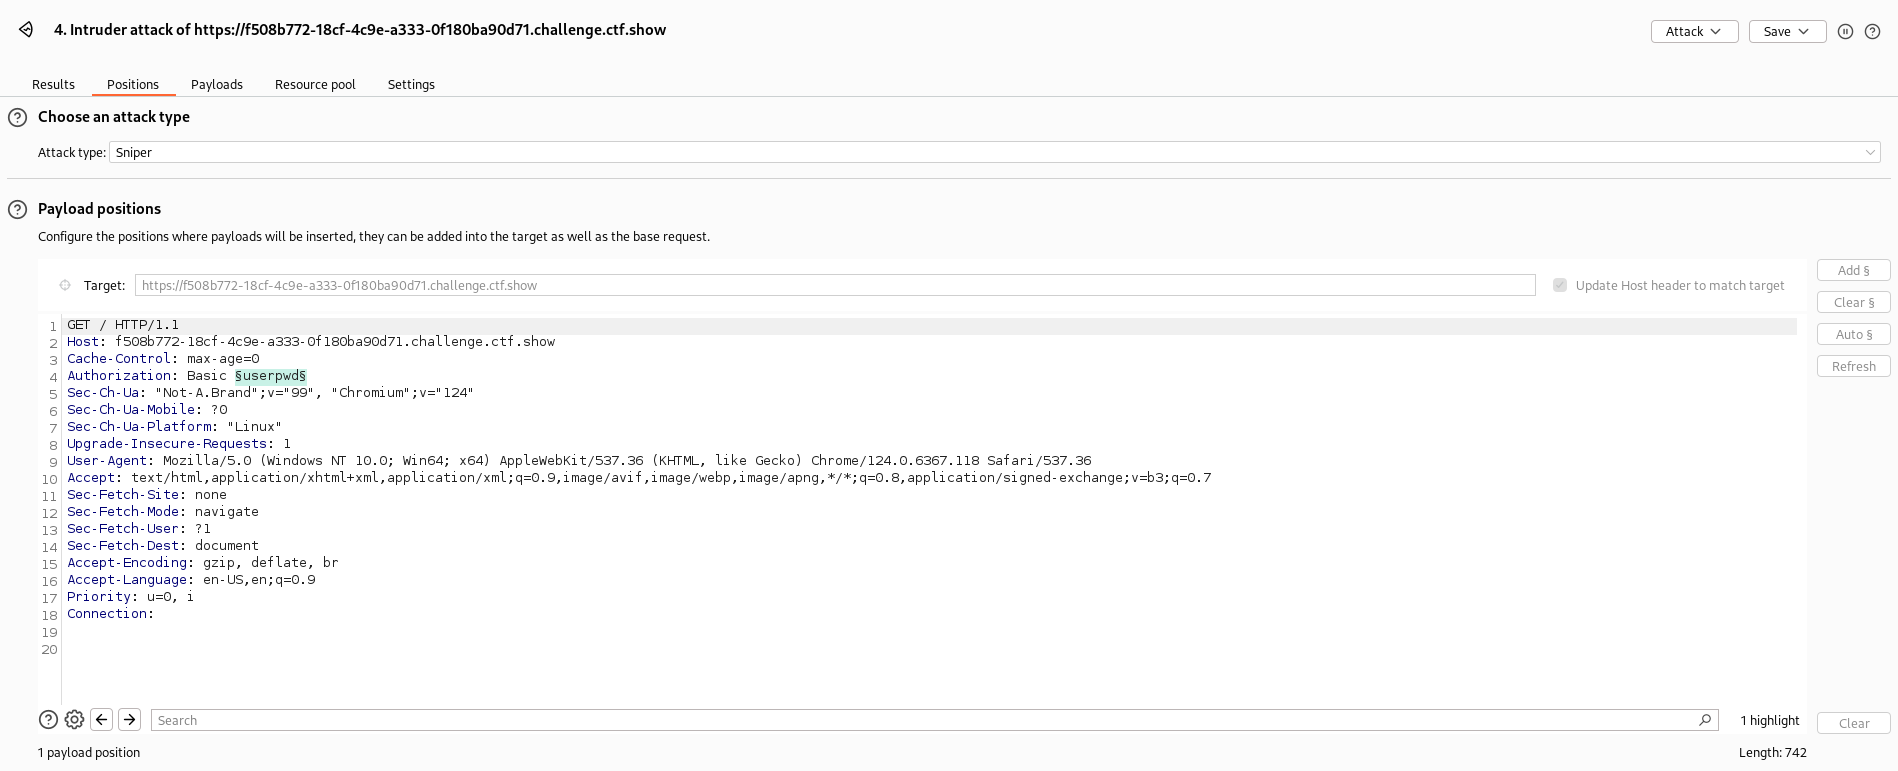 4. Intruder attack of https://f508b772-18cf-4c9e-a333-0f180ba90d71.challenge.ctf.show
Attack
Save
Results Positions Payloads Resource pool Settings
Choose an attack type
Attack type: Sniper
Payload positions
Configure the positions where payloads will be inserted, they can be added into the target as well as the base request.
Target: https://f508b772-18cf-4c9e-a333-0f180ba90d71.challenge.ctf.show
Update Host header to match target
Add §
Clear §
Auto §
Refresh
1 GET / HTTP/1.1
2 Host: f508b772-18cf-4c9e-a333-0f180ba90d71.challenge.ctf.show
3 Cache-Control: max-age=0
4 Authorization: Basic §userpwd§
5 Sec-Ch-Ua: "Not-A.Brand";v="99", "Chromium";v="124"
6 Sec-Ch-Ua-Mobile: ?0
7 Sec-Ch-Ua-Platform: "Linux"
8 Upgrade-Insecure-Requests: 1
9 User-Agent: Mozilla/5.0 (Windows NT 10.0; Win64; x64) AppleWebKit/537.36 (KHTML, like Gecko) Chrome/124.0.6367.118 Safari/537.36
10 Accept: text/html,application/xhtml+xml,application/xml;q=0.9,image/avif,image/webp,image/apng,*/*;q=0.8,application/signed-exchange;v=b3;q=0.7
11 Sec-Fetch-Site: none
12 Sec-Fetch-Mode: navigate
13 Sec-Fetch-User: ?1
14 Sec-Fetch-Dest: document
15 Accept-Encoding: gzip, deflate, br
16 Accept-Language: en-US,en;q=0.9
17 Priority: u=0, i
18 Connection:
19
20
Search
1 highlight
Clear
1 payload position
Length: 742